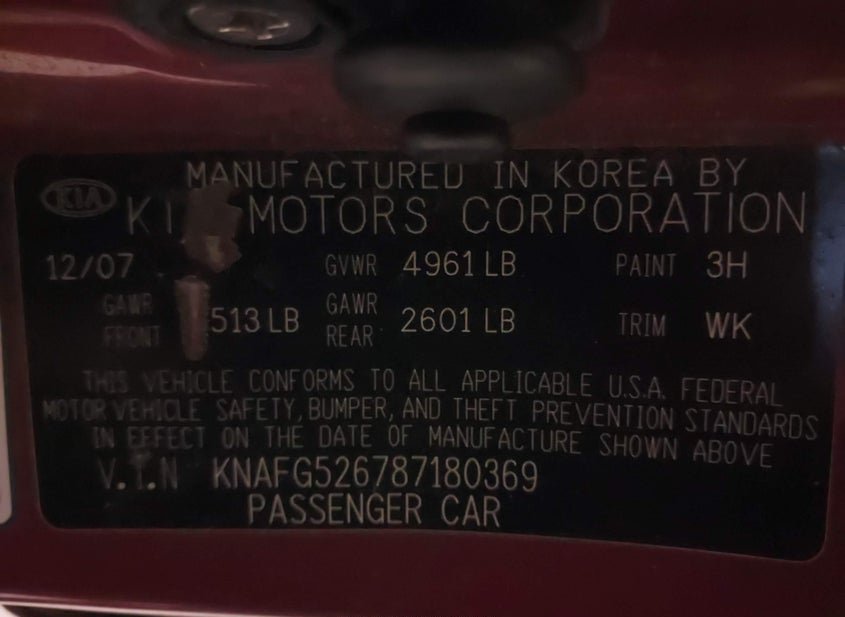 MANUFACTURED IN KOREA BY
KIA
KI MOTORS CORPORATION
12/07 GVWR 4961 LB PAINT 3H
GAWR FRONT 513 LB GAWR REAR 2601 LB TRIM WK
THIS VEHICLE CONFORMS TO ALL APPLICABLE U.S.A. FEDERAL
MOTOR VEHICLE SAFETY, BUMPER, AND THEFT PREVENTION STANDARDS
IN EFFECT ON THE DATE OF MANUFACTURE SHOWN ABOVE
V.I.N KNAFG526787180369
PASSENGER CAR